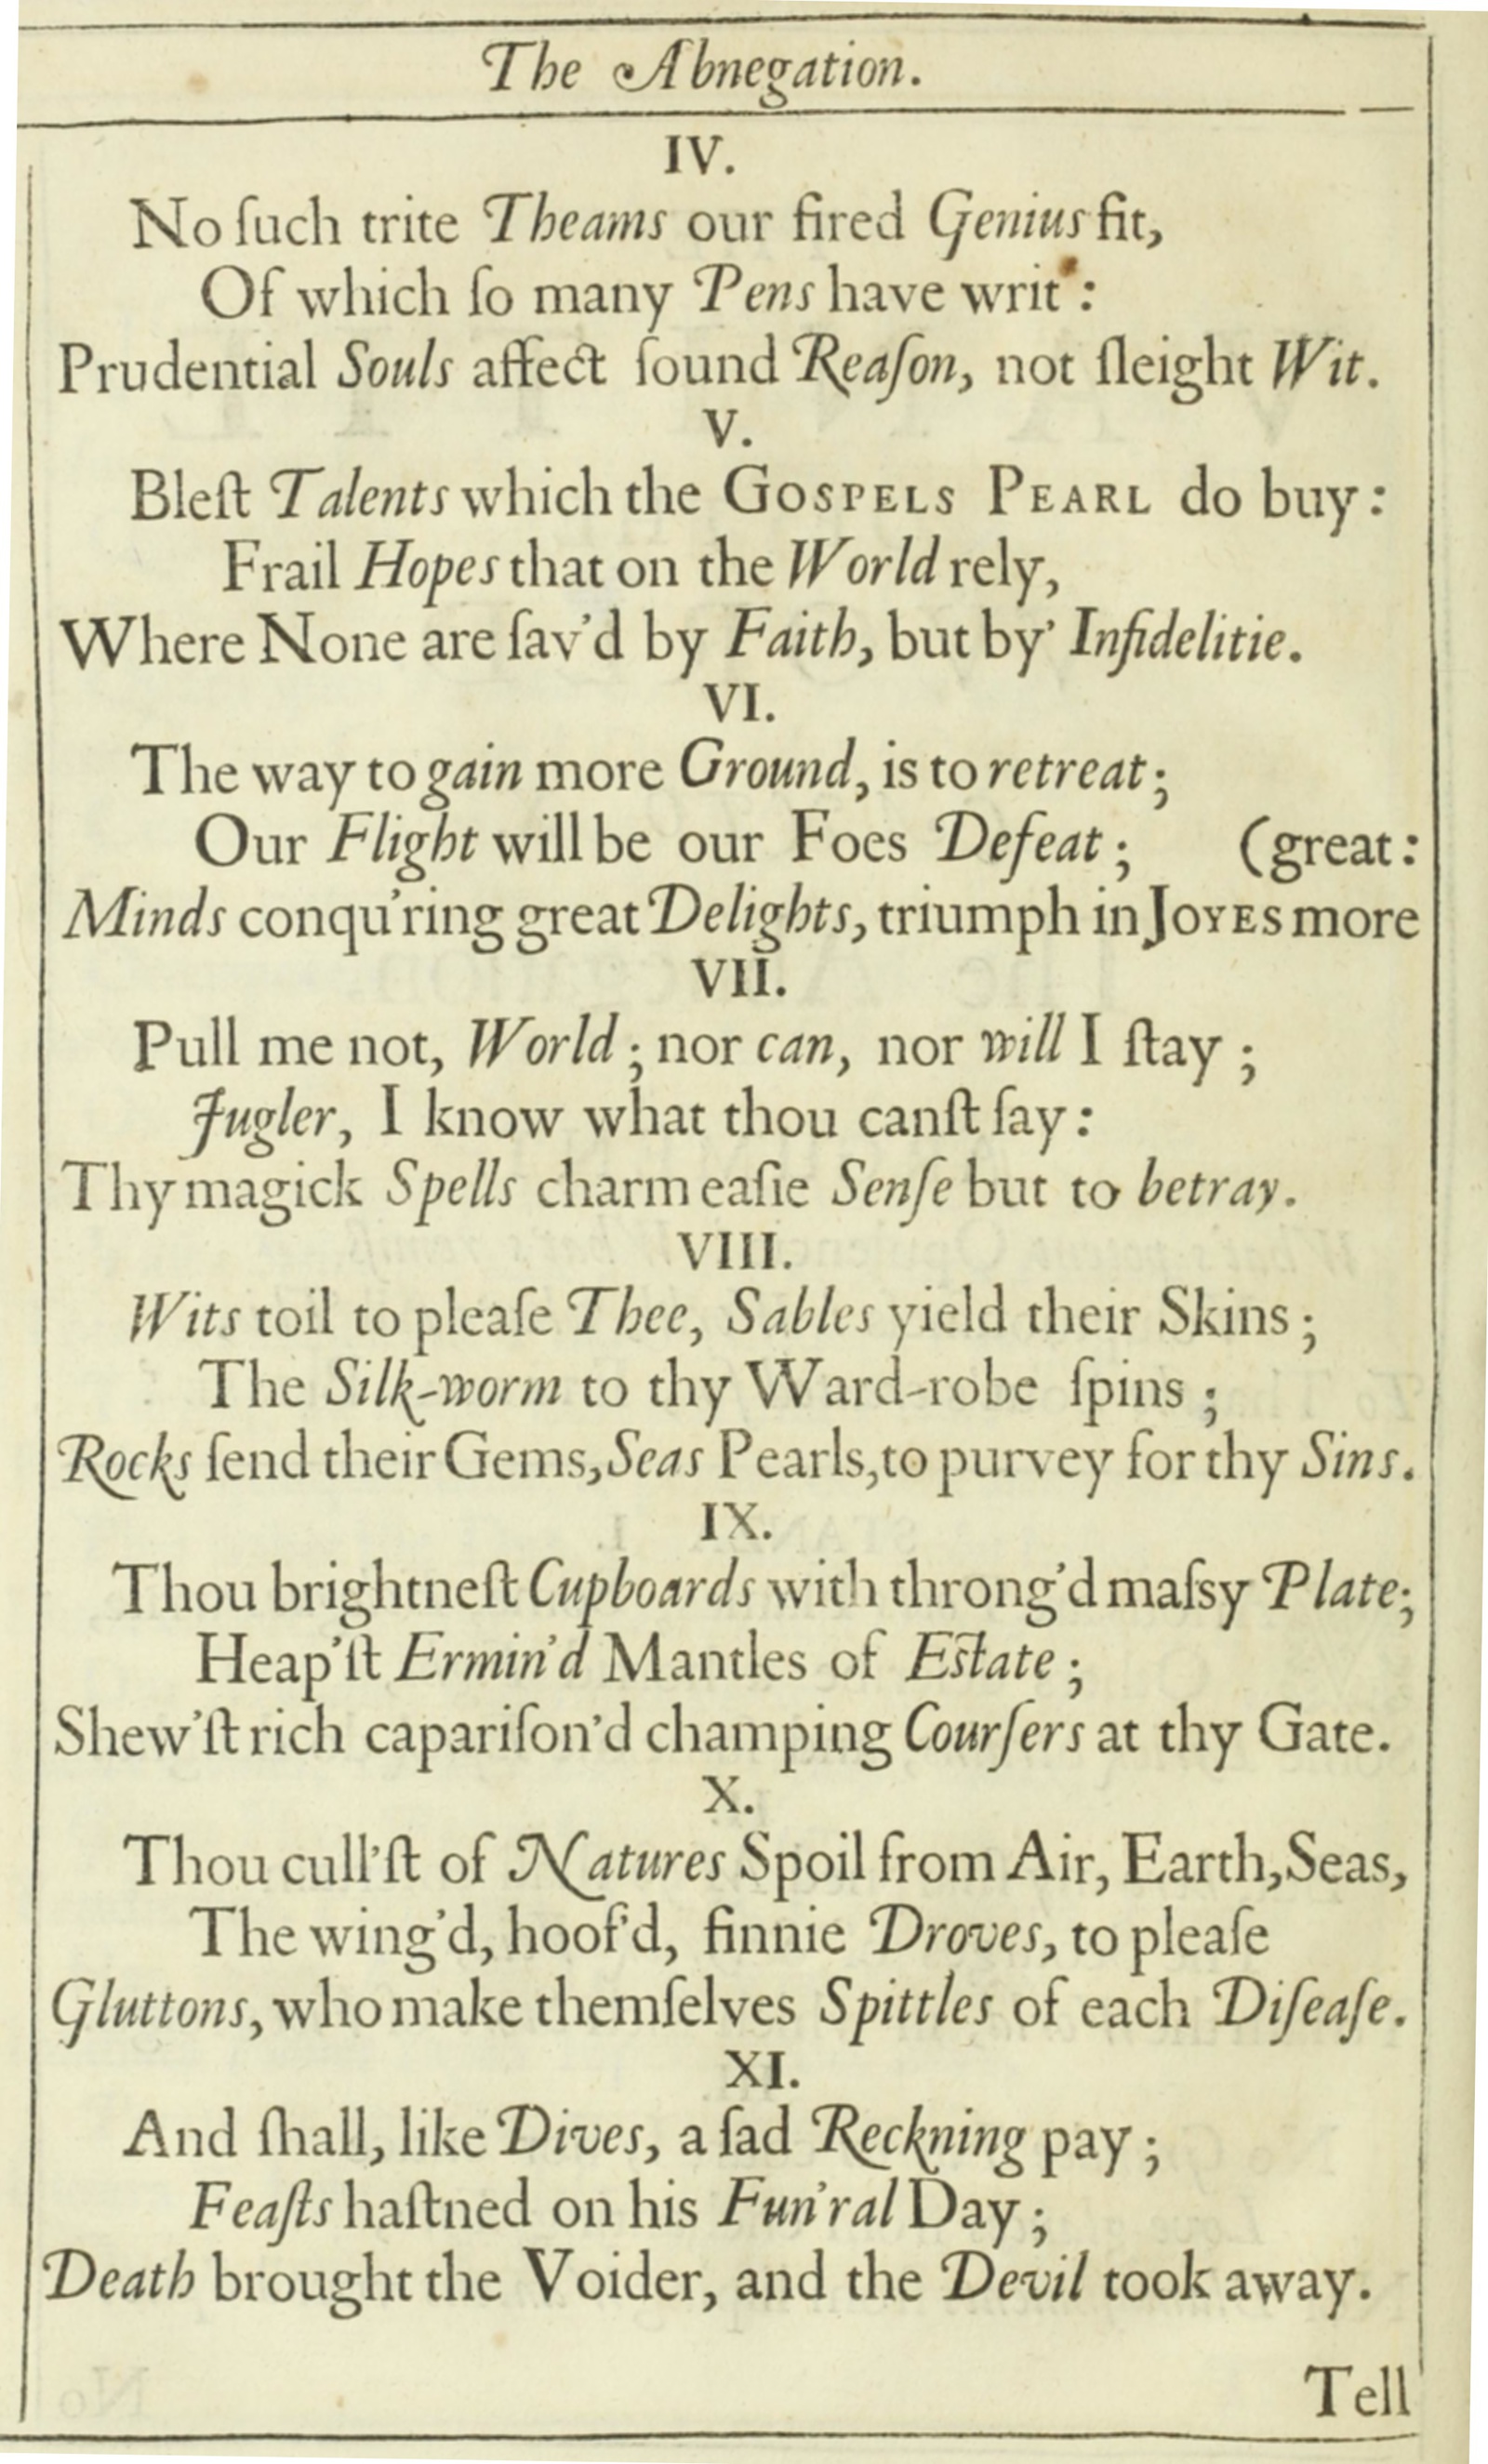 The Abnegation.
IV.
No ſuch trite Theams our fired Genius fit,
Of which ſo many Pens have writ :
Prudential Souls affect ſound Reaſon, not ſleight Wit.
V.
Bleſt Talents which the GOSPELS PEARL do buy :
Frail Hopes that on the World rely,
Where None are ſav'd by Faith, but by' Infidelitie.
VI.
The way to gain more Ground, is to retreat ;
Our Flight will be our Foes Defeat ; (great :
Minds conqu'ring great Delights, triumph in JOYES more
VII.
Pull me not, World ; nor can, nor will I ſtay ;
Jugler, I know what thou canſt ſay :
Thy magick Spells charm eaſie Senſe but to betray.
VIII.
Wits toil to pleaſe Thee, Sables yield their Skins ;
The Silk-worm to thy Ward-robe ſpins ;
Rocks ſend their Gems, Seas Pearls, to purvey for thy Sins.
IX.
Thou brightneſt Cupboards with throng'd maſsy Plate;
Heap'ſt Ermin'd Mantles of Eſtate ;
Shew'ſt rich capariſon'd champing Courſers at thy Gate.
X.
Thou cull'ſt of Natures Spoil from Air, Earth, Seas,
The wing'd, hoof'd, finnie Droves, to pleaſe
Gluttons, who make themſelves Spittles of each Diſeaſe.
XI.
And ſhall, like Dives, a ſad Reckning pay ;
Feaſts haſtned on his Fun'ral Day ;
Death brought the Voider, and the Devil took away.
Tell